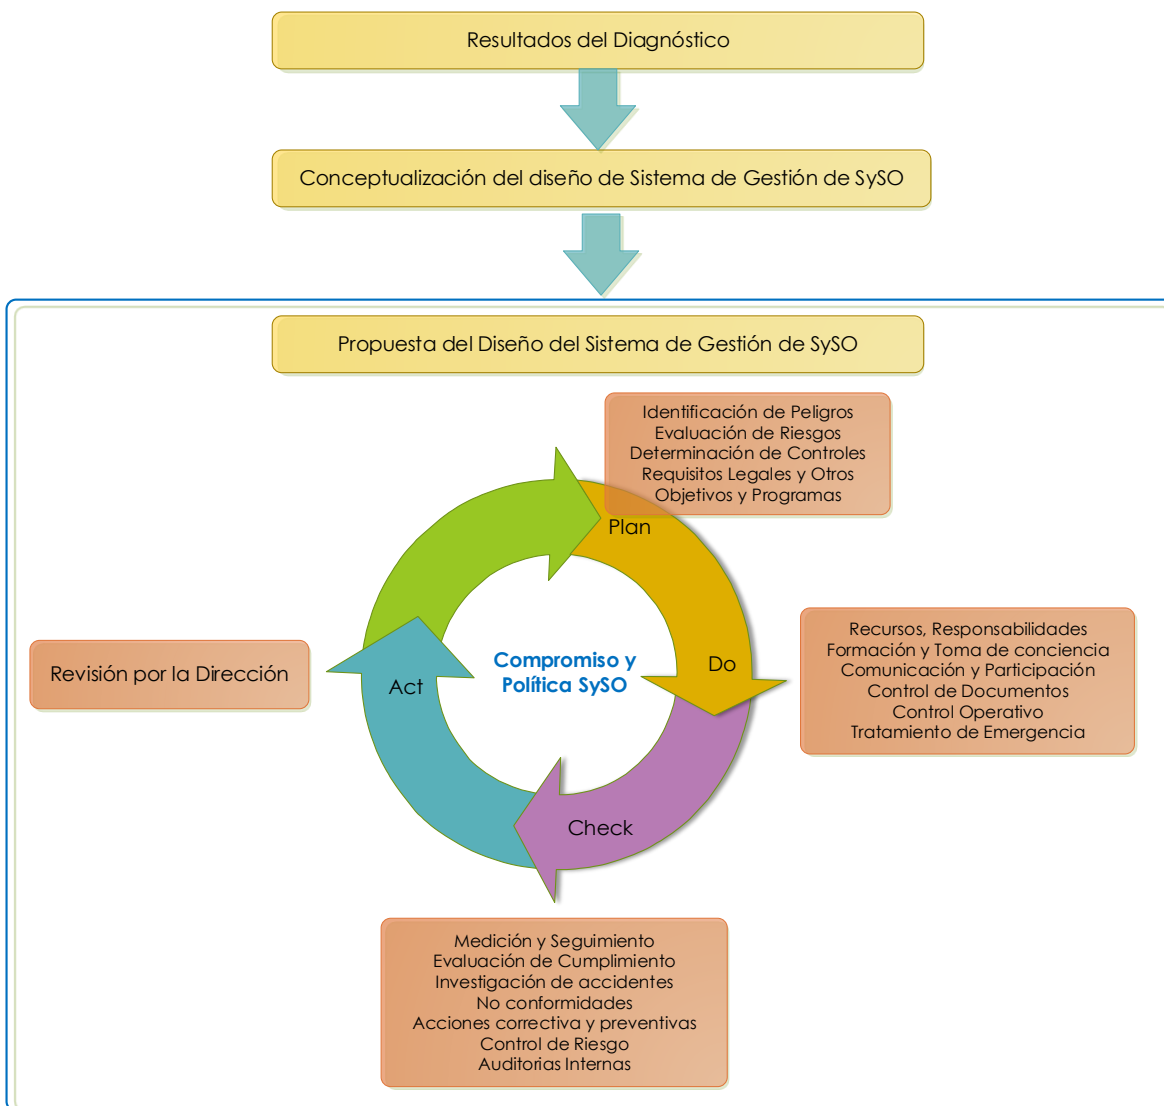 Resultados del Diagnóstico
Conceptualización del diseño de Sistema de Gestión de SySO
Propuesta del Diseño del Sistema de Gestión de SySO
Identificación de Peligros
Evaluación de Riesgos
Determinación de Controles
Requisitos Legales y Otros
Objetivos y Programas
Plan
Recursos, Responsabilidades
Formación y Toma de conciencia
Comunicación y Participación
Control de Documentos
Control Operativo
Tratamiento de Emergencia
Do
Compromiso y
Política SySO
Revisión por la Dirección
Act
Check
Medición y Seguimiento
Evaluación de Cumplimiento
Investigación de accidentes
No conformidades
Acciones correctiva y preventivas
Control de Riesgo
Auditorias Internas